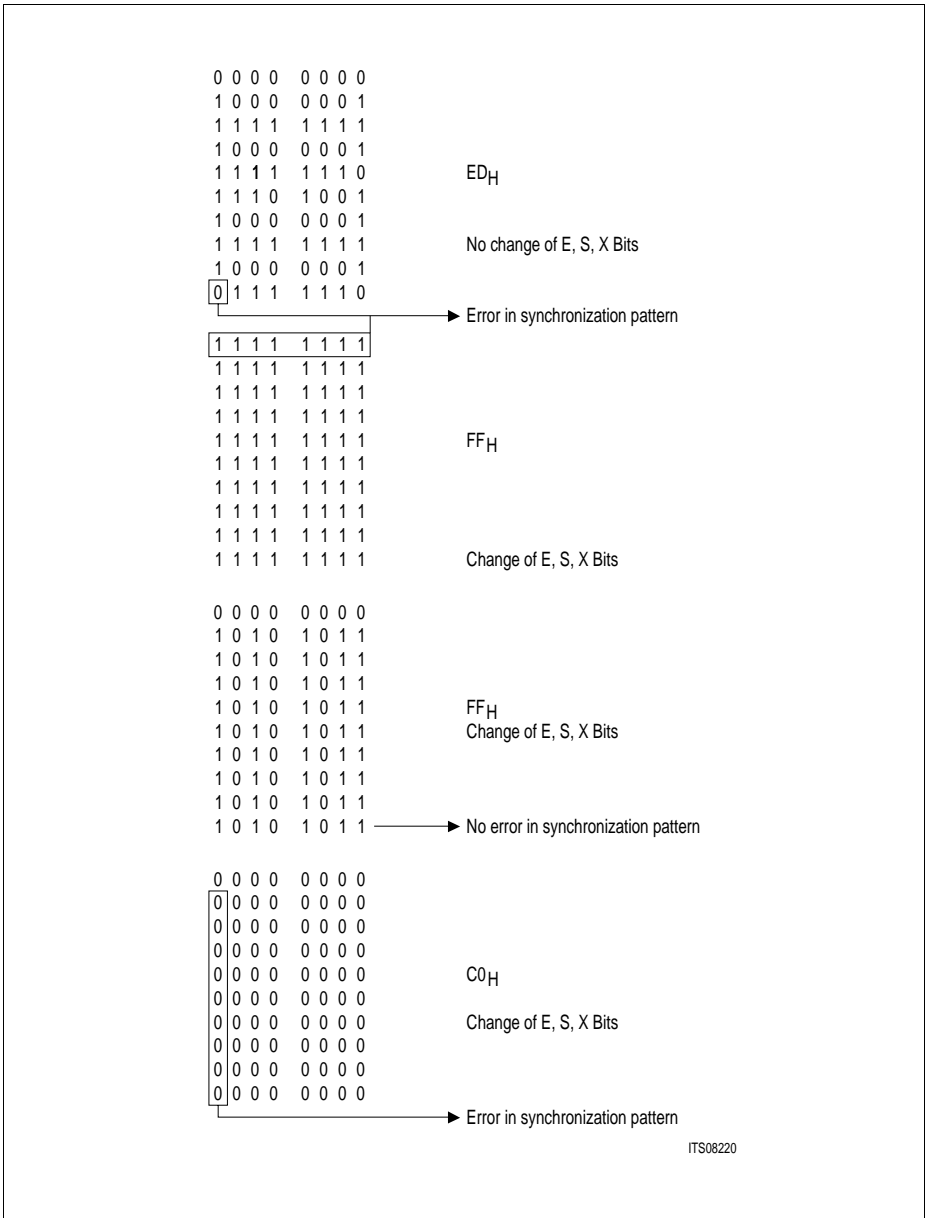 0 0 0 0 0 0 0 0
1 0 0 0 0 0 0 1
1 1 1 1 1 1 1 1
1 0 0 0 0 0 0 1
1 1 1 1 1 1 1 0 EDH
1 1 1 0 1 0 0 1
1 0 0 0 0 0 0 1
1 1 1 1 1 1 1 1 No change of E, S, X Bits
1 0 0 0 0 0 0 1
0 1 1 1 1 1 1 0
Error in synchronization pattern
1 1 1 1 1 1 1 1
1 1 1 1 1 1 1 1
1 1 1 1 1 1 1 1
1 1 1 1 1 1 1 1
1 1 1 1 1 1 1 1 FFH
1 1 1 1 1 1 1 1
1 1 1 1 1 1 1 1
1 1 1 1 1 1 1 1
1 1 1 1 1 1 1 1
1 1 1 1 1 1 1 1 Change of E, S, X Bits
0 0 0 0 0 0 0 0
1 0 1 0 1 0 1 1
1 0 1 0 1 0 1 1
1 0 1 0 1 0 1 1
1 0 1 0 1 0 1 1 FFH
1 0 1 0 1 0 1 1 Change of E, S, X Bits
1 0 1 0 1 0 1 1
1 0 1 0 1 0 1 1
1 0 1 0 1 0 1 1
1 0 1 0 1 0 1 1 No error in synchronization pattern
0 0 0 0 0 0 0 0
0 0 0 0 0 0 0 0
0 0 0 0 0 0 0 0
0 0 0 0 0 0 0 0
0 0 0 0 0 0 0 0 C0H
0 0 0 0 0 0 0 0
0 0 0 0 0 0 0 0 Change of E, S, X Bits
0 0 0 0 0 0 0 0
0 0 0 0 0 0 0 0
0 0 0 0 0 0 0 0
Error in synchronization pattern
ITS08220